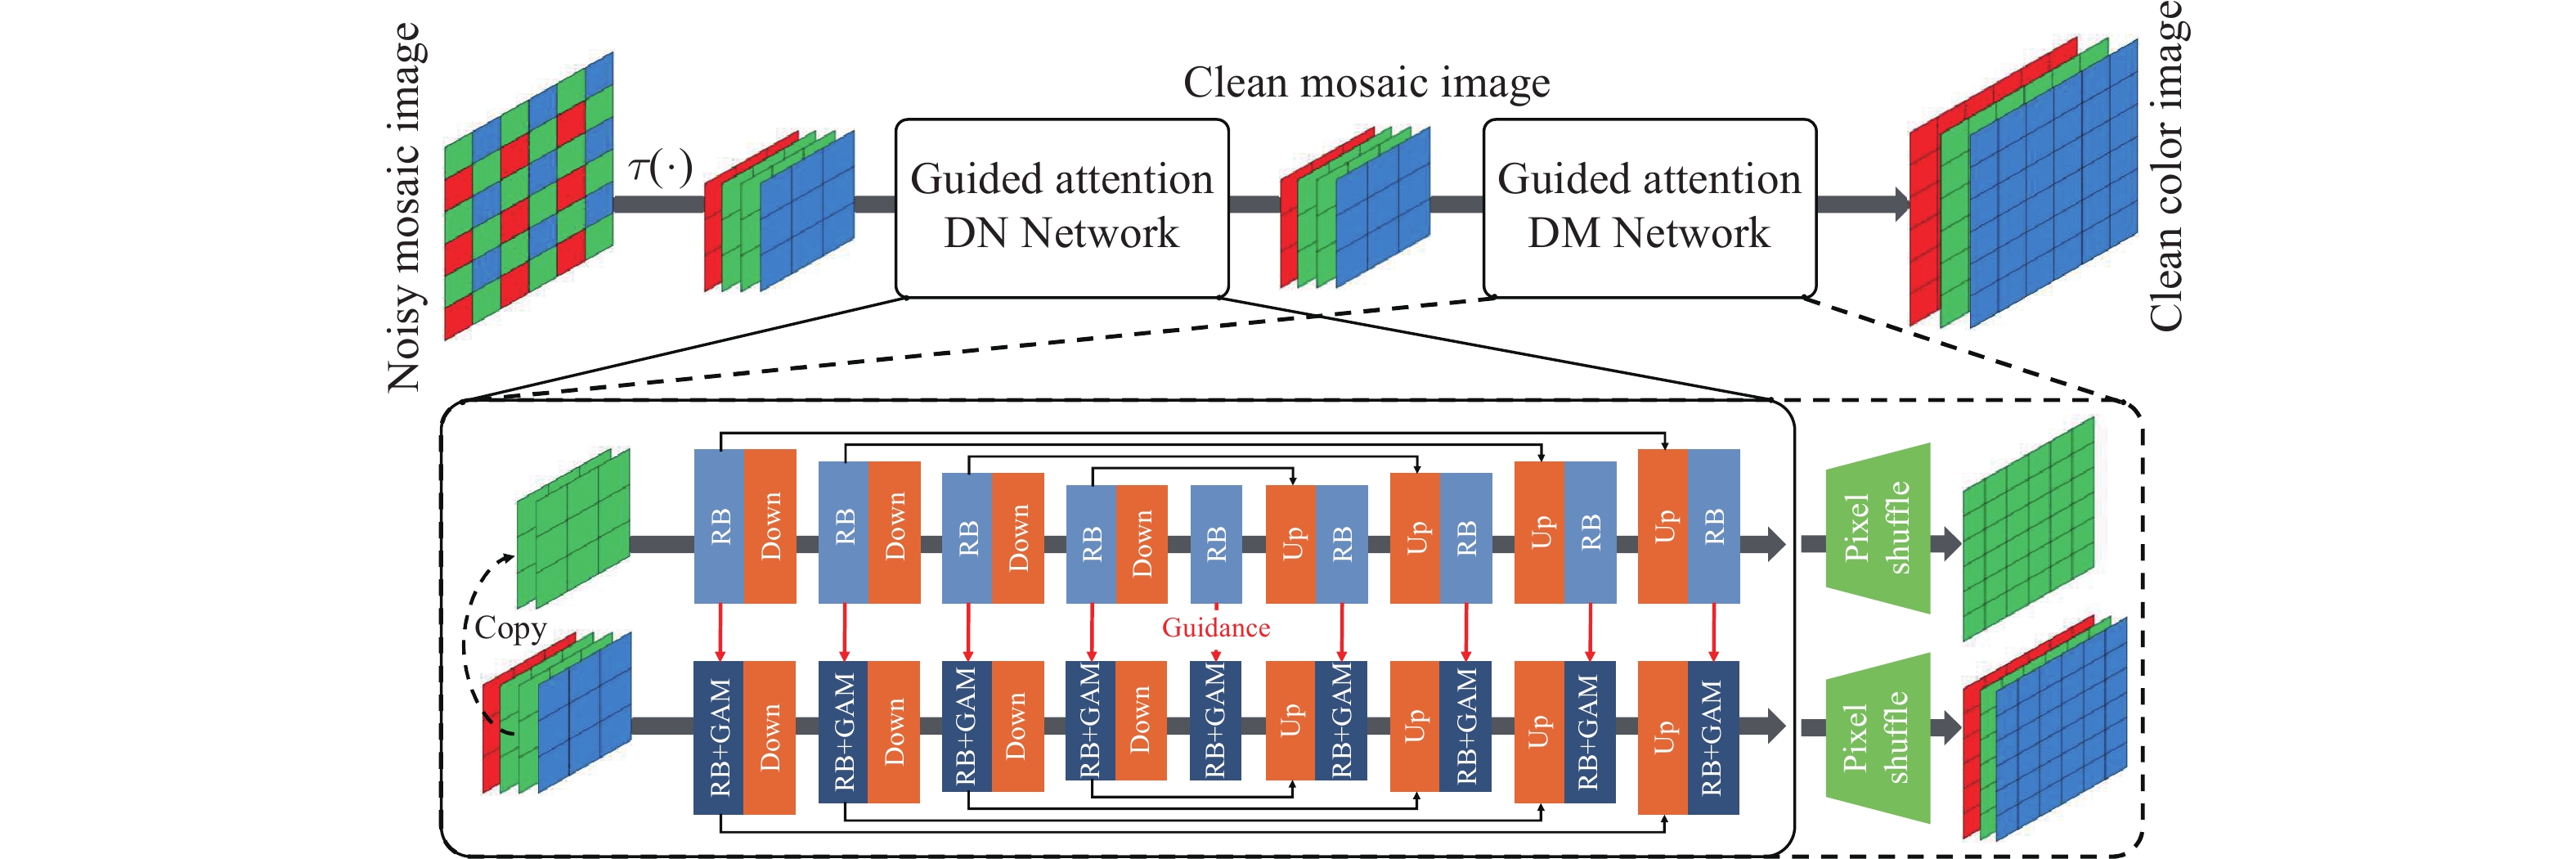 Noisy mosaic image
τ(·)
Guided attention
DN Network
Clean mosaic image
Guided attention
DM Network
Clean color image
RB
Down
RB
Down
RB
Down
RB
Down
RB
Up
RB
Up
RB
Up
RB
Up
RB
Pixel
shuffle
Copy
Guidance
RB+GAM
Down
RB+GAM
Down
RB+GAM
Down
RB+GAM
Down
RB+GAM
Up
RB+GAM
Up
RB+GAM
Up
RB+GAM
Up
RB+GAM
Pixel
shuffle